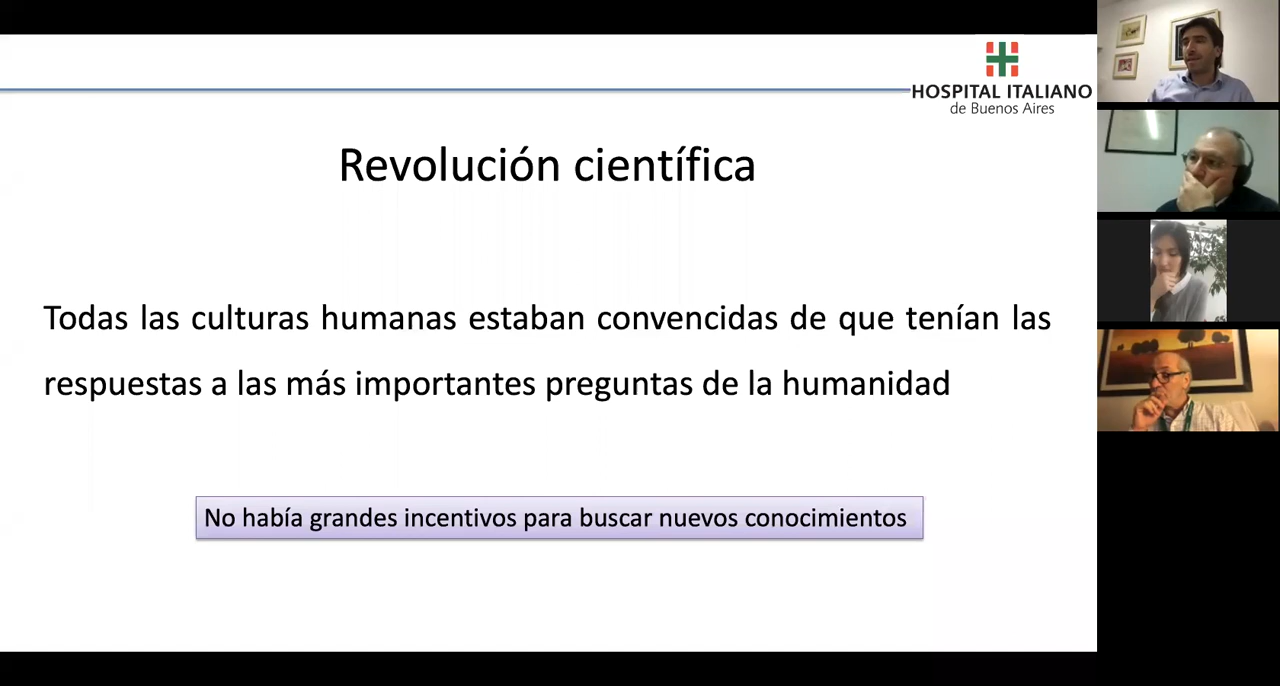 HOSPITAL ITALIANO
de Buenos Aires
Revolución científica
Todas las culturas humanas estaban convencidas de que tenían las
respuestas a las más importantes preguntas de la humanidad
No había grandes incentivos para buscar nuevos conocimientos